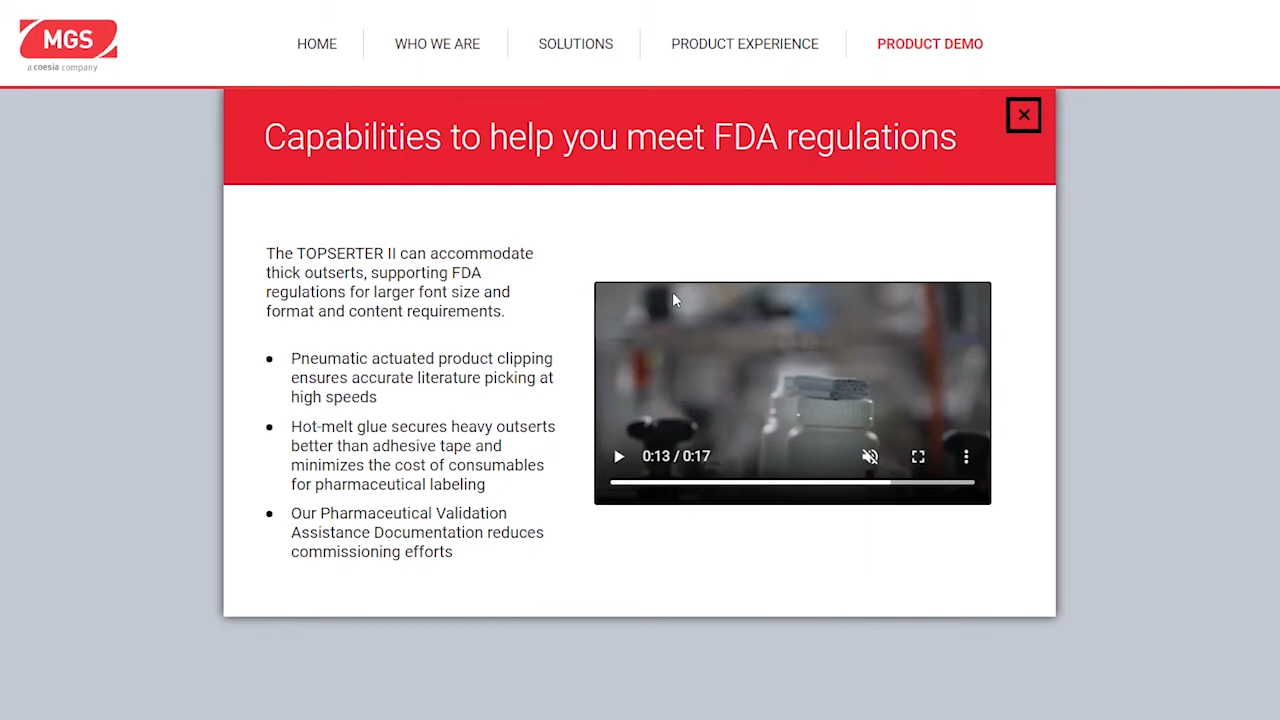 MGS
a coesia company
HOME
WHO WE ARE
SOLUTIONS
PRODUCT EXPERIENCE
PRODUCT DEMO
Capabilities to help you meet FDA regulations
The TOPSERTER II can accommodate
thick outserts, supporting FDA
regulations for larger font size and
format and content requirements.
Pneumatic actuated product clipping
ensures accurate literature picking at
high speeds
Hot-melt glue secures heavy outserts
better than adhesive tape and
minimizes the cost of consumables
for pharmaceutical labeling
Our Pharmaceutical Validation
Assistance Documentation reduces
commissioning efforts
0:13 / 0:17